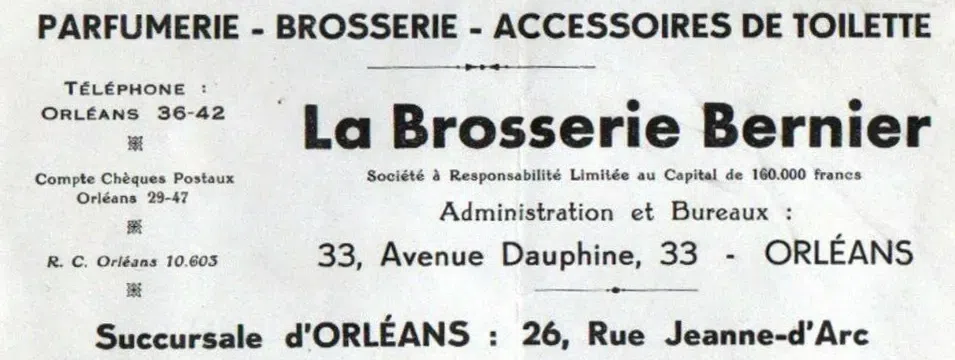 PARFUMERIE - BROSSERIE - ACCESSOIRES DE TOILETTE
TÉLÉPHONE :
ORLÉANS 36-42
Compte Chèques Postaux
Orléans 29-47
R. C. Orléans 10.603
La Brosserie Bernier
Société à Responsabilité Limitée au Capital de 160.000 francs
Administration et Bureaux :
33, Avenue Dauphine, 33 - ORLÉANS
Succursale d'ORLÉANS : 26, Rue Jeanne-d'Arc